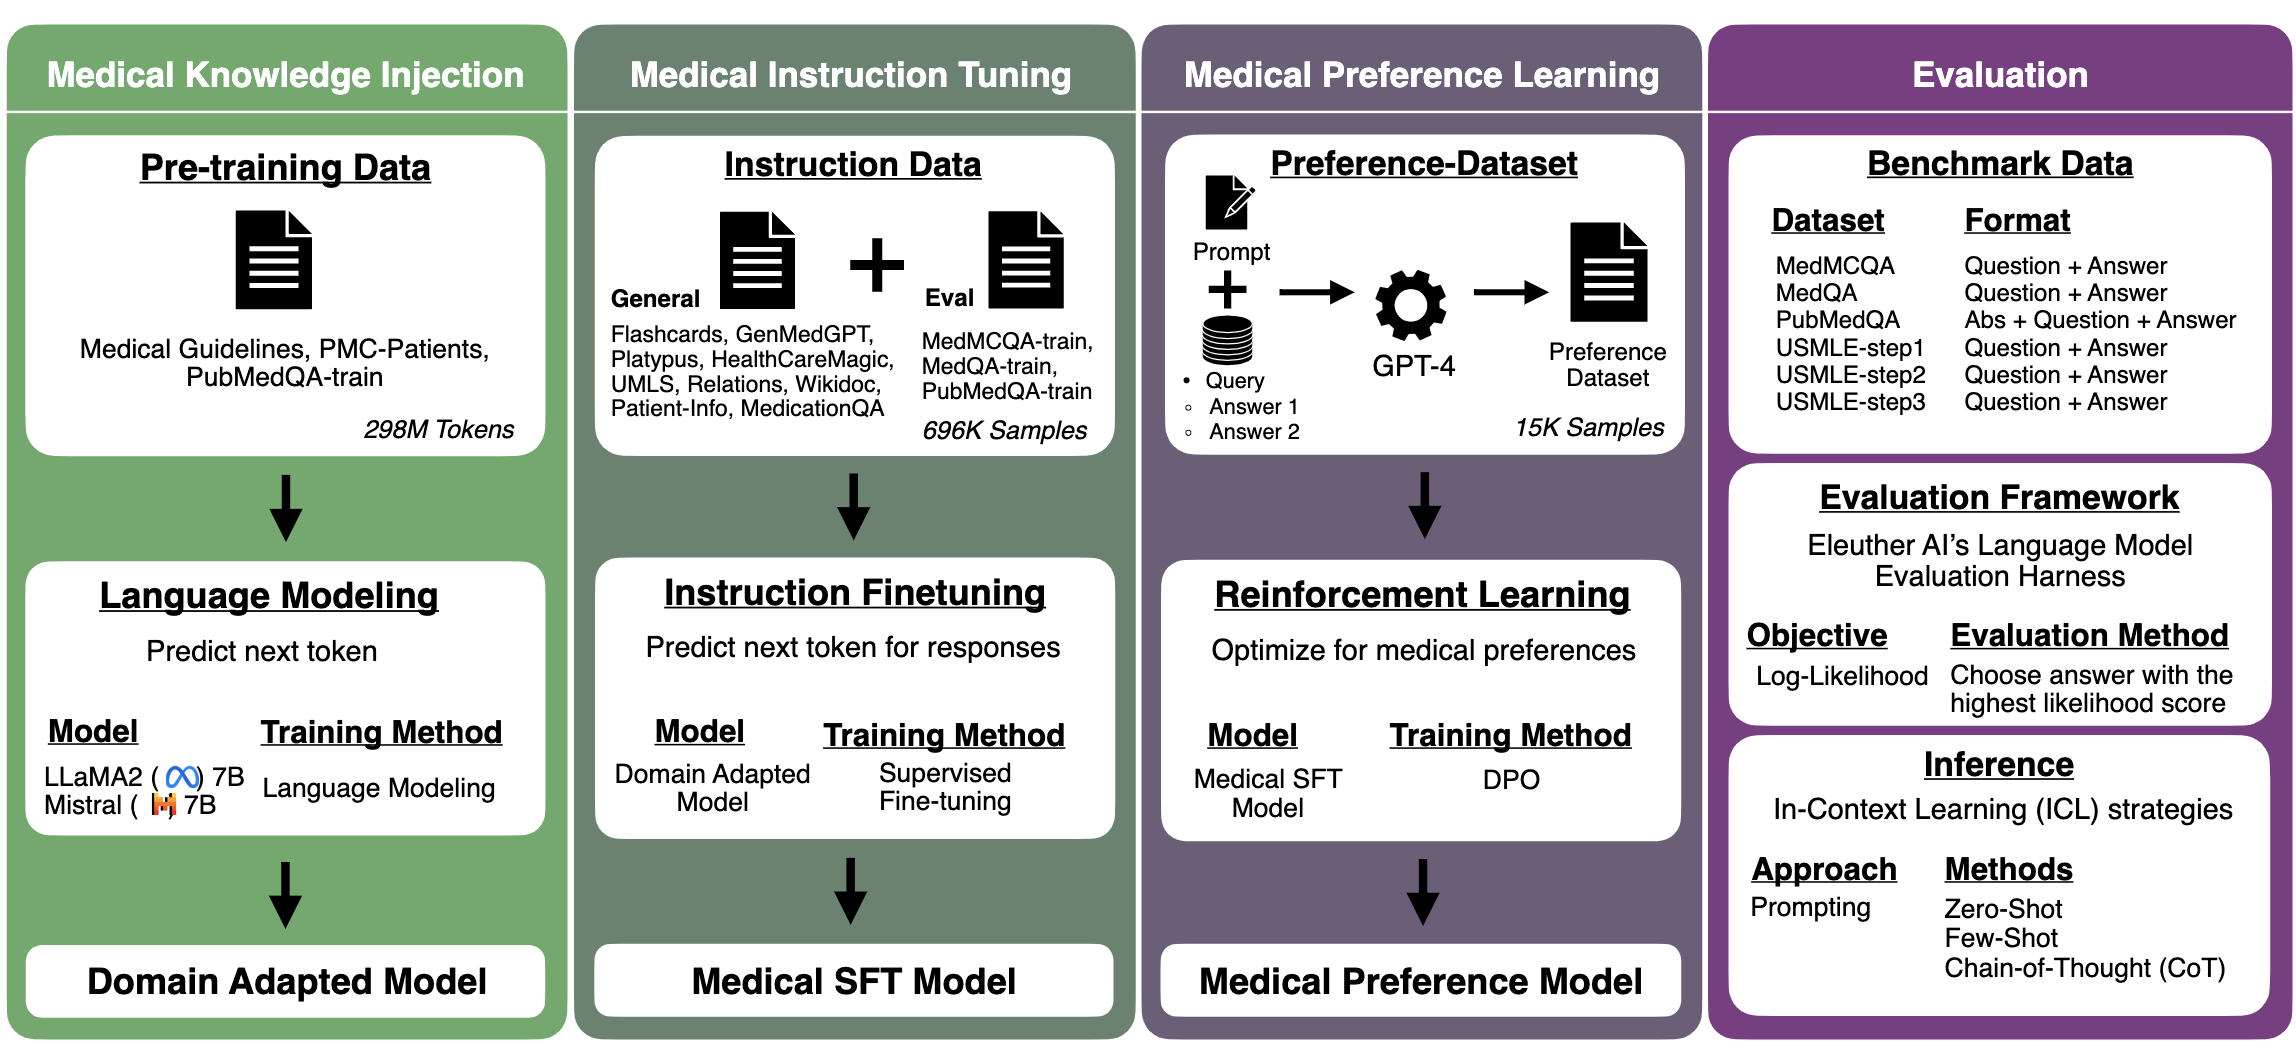 Medical Knowledge Injection
Pre-training Data
Medical Guidelines, PMC-Patients,
PubMedQA-train
298M Tokens
Language Modeling
Predict next token
Model
Training Method
LLaMA2 ( ) 7B
Mistral ( ) 7B
Language Modeling
Domain Adapted Model
Medical Instruction Tuning
Instruction Data
General
Flashcards, GenMedGPT,
Platypus, HealthCareMagic,
UMLS, Relations, Wikidoc,
Patient-Info, MedicationQA
Eval
MedMCQA-train,
MedQA-train,
PubMedQA-train
696K Samples
Instruction Finetuning
Predict next token for responses
Model
Training Method
Domain Adapted
Model
Supervised
Fine-tuning
Medical SFT Model
Medical Preference Learning
Preference-Dataset
Prompt
• Query
◦ Answer 1
◦ Answer 2
GPT-4
Preference
Dataset
15K Samples
Reinforcement Learning
Optimize for medical preferences
Model
Training Method
Medical SFT
Model
DPO
Medical Preference Model
Evaluation
Benchmark Data
Dataset Format
MedMCQA Question + Answer
MedQA Question + Answer
PubMedQA Abs + Question + Answer
USMLE-step1 Question + Answer
USMLE-step2 Question + Answer
USMLE-step3 Question + Answer
Evaluation Framework
Eleuther AI’s Language Model
Evaluation Harness
Objective
Evaluation Method
Log-Likelihood
Choose answer with the
highest likelihood score
Inference
In-Context Learning (ICL) strategies
Approach
Methods
Prompting
Zero-Shot
Few-Shot
Chain-of-Thought (CoT)